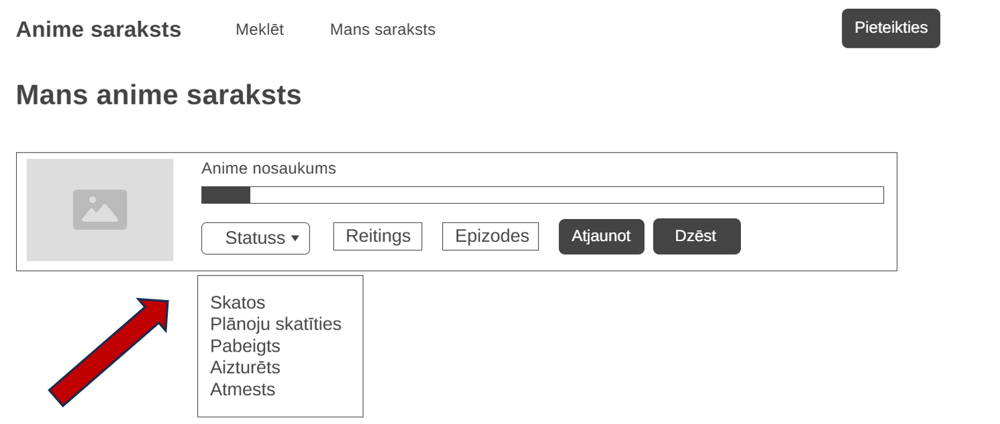 Anime saraksts
Meklēt
Mans saraksts
Pieteikties
Mans anime saraksts
Anime nosaukums
Statuss
Reitings
Epizodes
Atjaunot
Dzēst
Skatos
Plānoju skatīties
Pabeigts
Aizturēts
Atmests